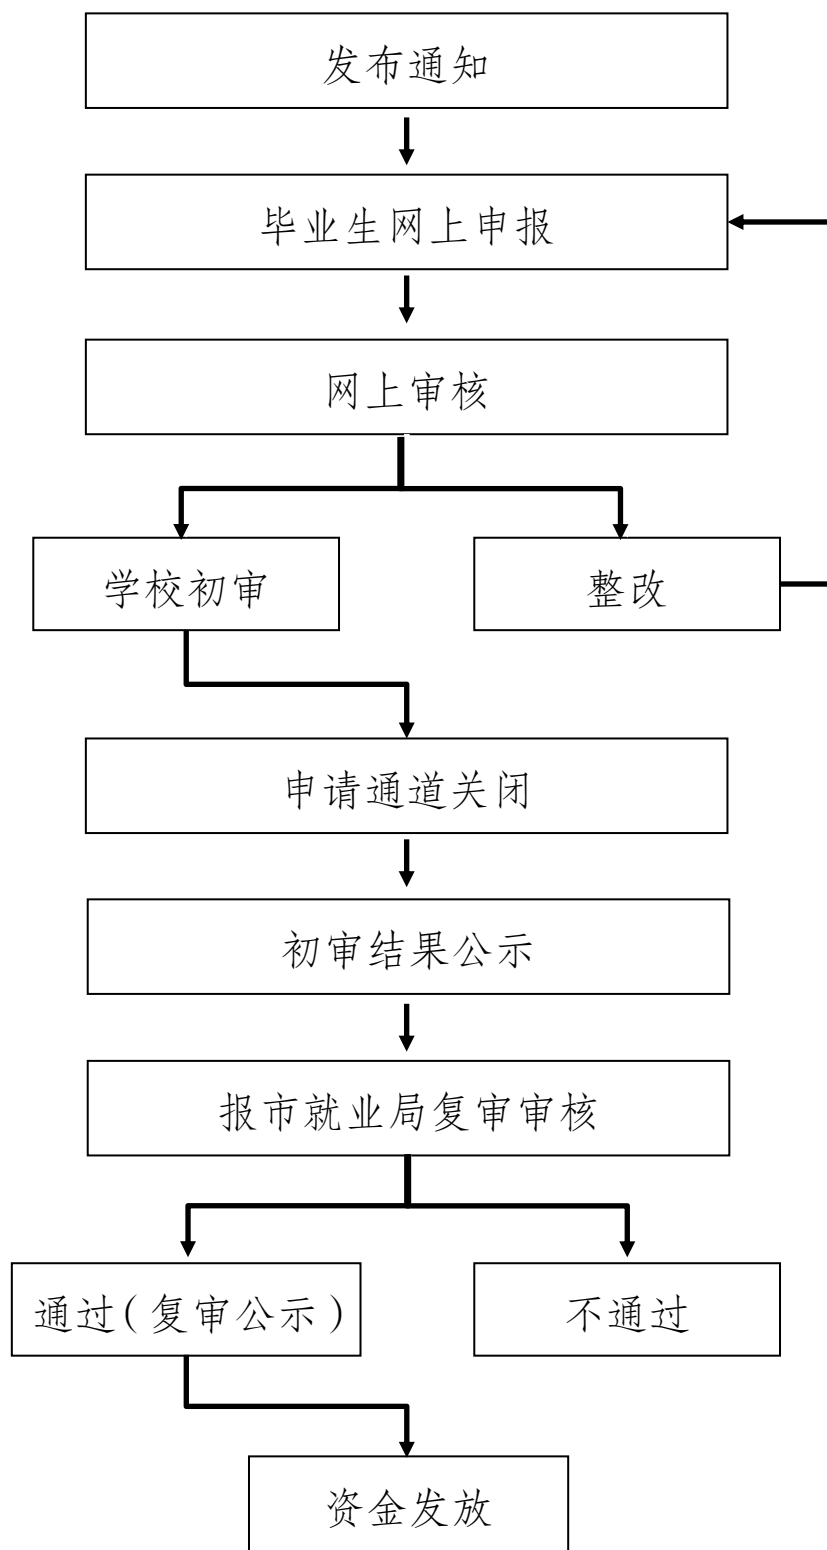 发布通知
毕业生网上申报
网上审核
学校初审
整改
申请通道关闭
初审结果公示
报市就业局复审审核
通过(复审公示)
不通过
资金发放